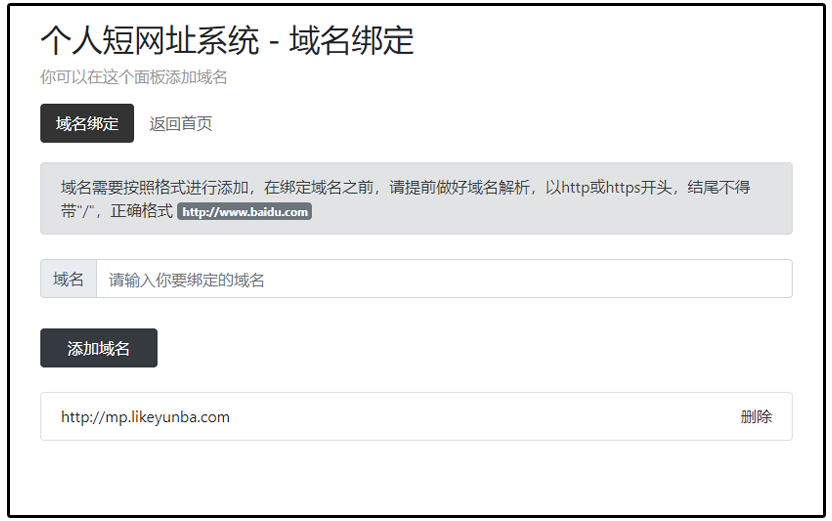 个人短网址系统 - 域名绑定
你可以在这个面板添加域名
域名绑定 返回首页
域名需要按照格式进行添加，在绑定域名之前，请提前做好域名解析，以http或https开头，结尾不得
带"/"，正确格式 http://www.baidu.com
域名 请输入你要绑定的域名
添加域名
http://mp.likeyunba.com 删除